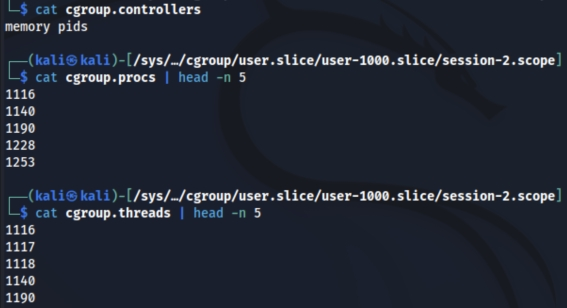 └─$ cat cgroup.controllers
memory pids
┌──(kali㉿kali)-[/sys/…/cgroup/user.slice/user-1000.slice/session-2.scope]
└─$ cat cgroup.procs | head -n 5
1116
1140
1190
1228
1253
┌──(kali㉿kali)-[/sys/…/cgroup/user.slice/user-1000.slice/session-2.scope]
└─$ cat cgroup.threads | head -n 5
1116
1117
1118
1140
1190